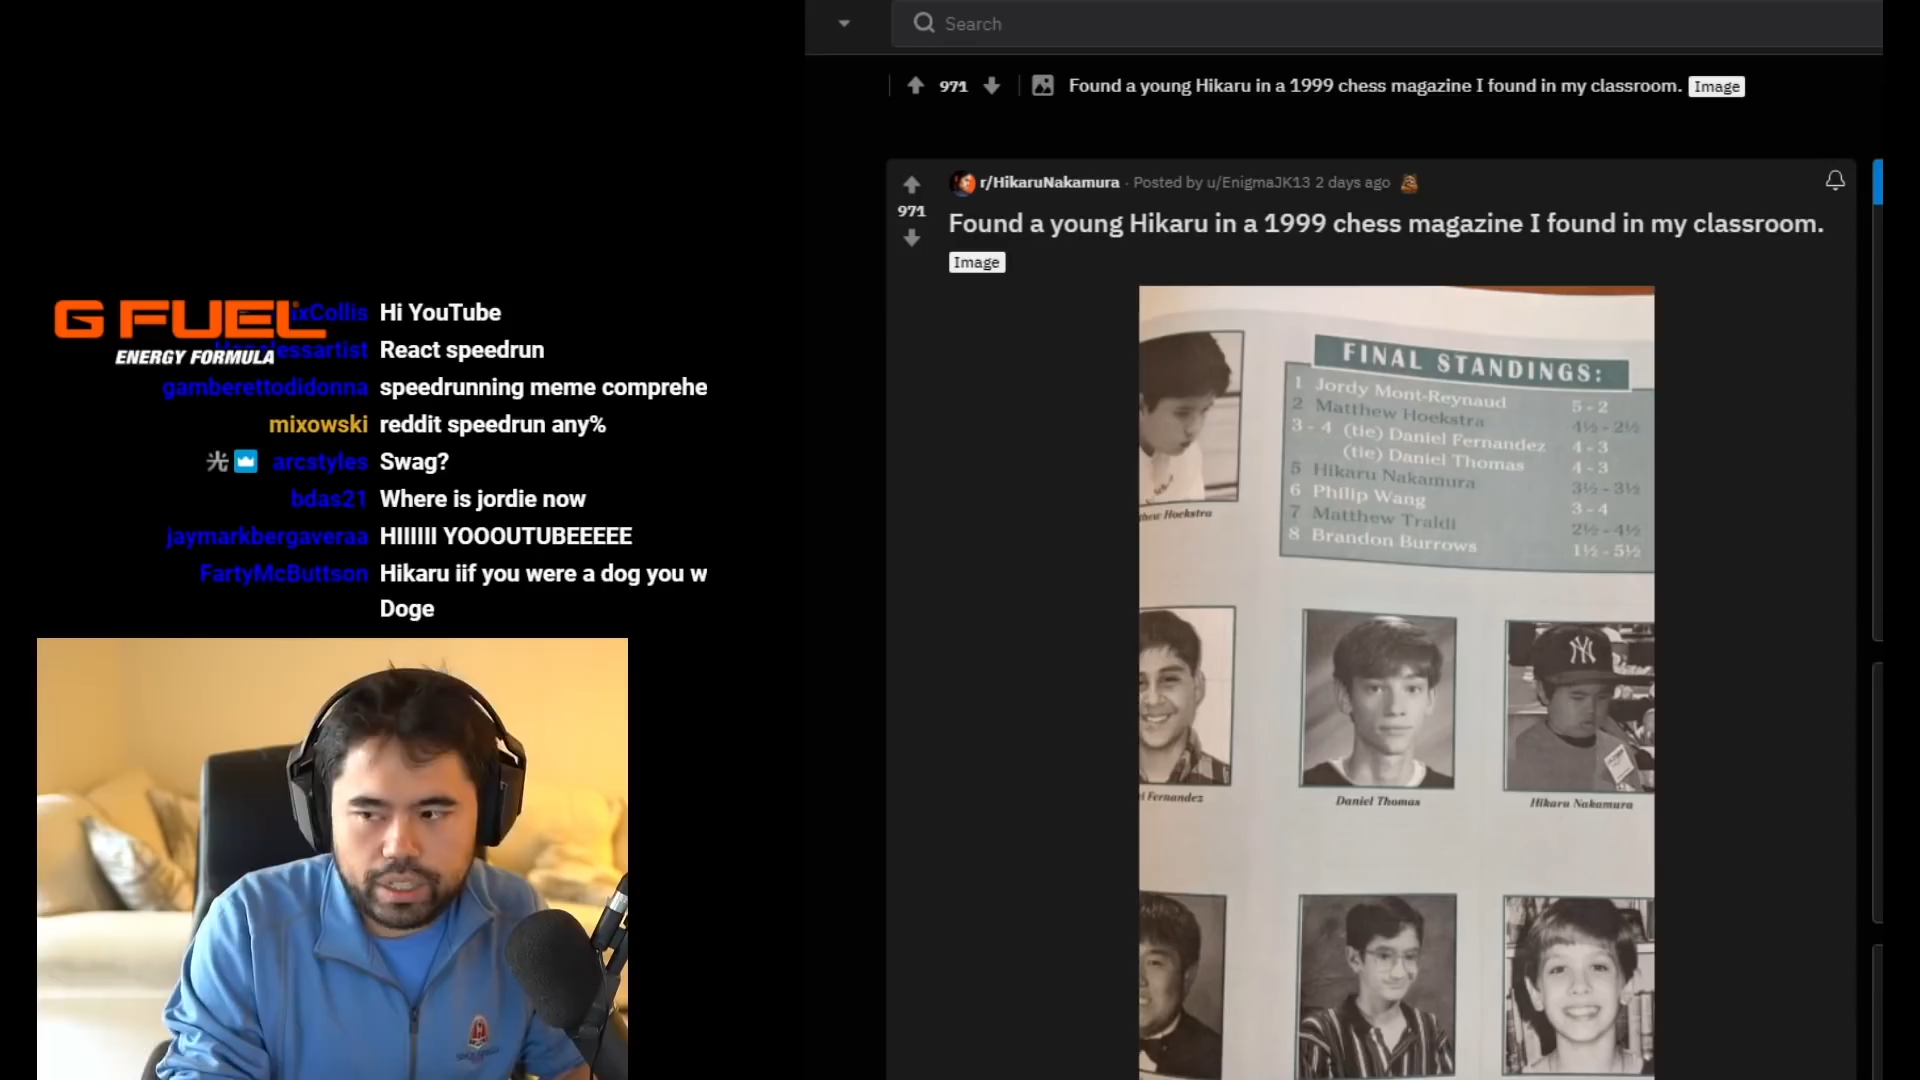 Search
971 Found a young Hikaru in a 1999 chess magazine I found in my classroom. Image
r/HikaruNakamura · Posted by u/EnigmaJK13 2 days ago
971
Found a young Hikaru in a 1999 chess magazine I found in my classroom.
Image
G FUEL
ENERGY FORMULA
ixCollis Hi YouTube
essartist React speedrun
gamberettodidonna speedrunning meme comprehe
mixowski reddit speedrun any%
光 arcstyles Swag?
bdas21 Where is jordie now
jaymarkbergaveraa HIIIIII YOOOUTUBEEEEE
FartyMcButtson Hikaru iif you were a dog you w
Doge
FINAL STANDINGS:
1 Jordy Mont-Reynaud 5 - 2
2 Matthew Hoekstra 4½ - 2½
3 - 4 (tie) Daniel Fernandez 4 - 3
(tie) Daniel Thomas 4 - 3
5 Hikaru Nakamura 3½ - 3½
6 Philip Wang 3 - 4
7 Matthew Traldi 2½ - 4½
8 Brandon Burrows 1½ - 5½
thew Hoekstra
l Fernandez
Daniel Thomas
Hikaru Nakamura
NY